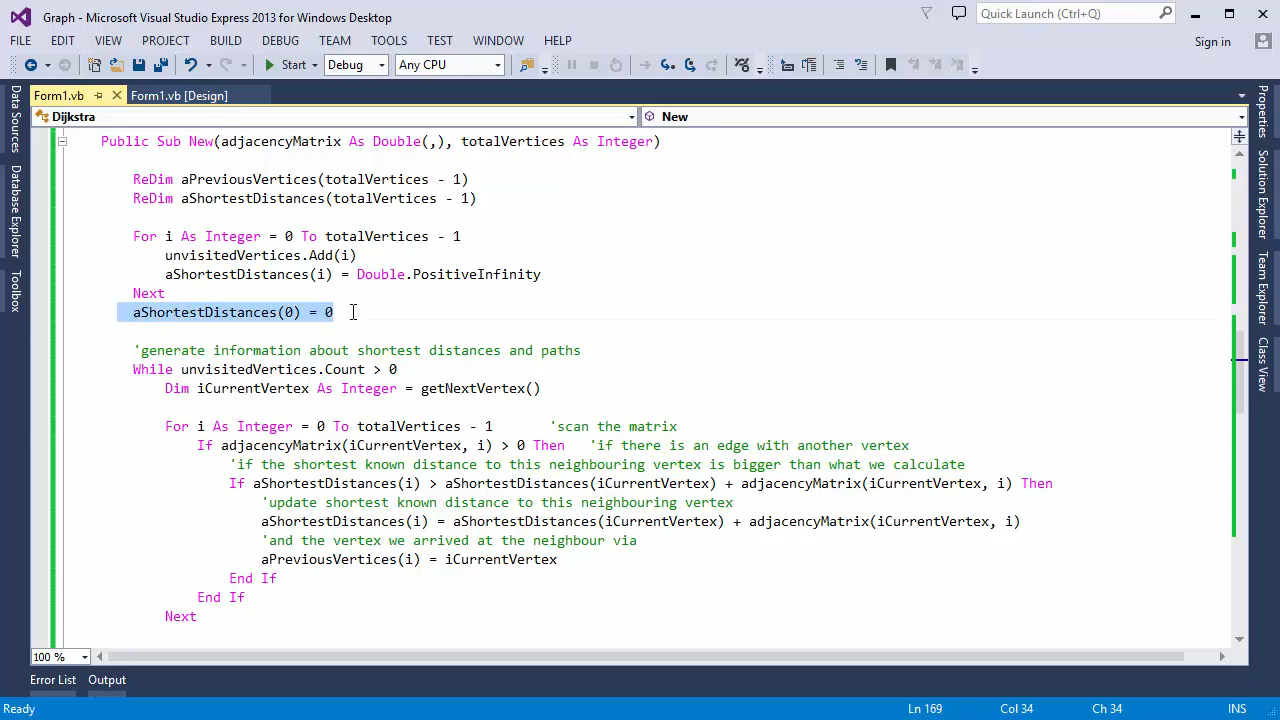 Graph - Microsoft Visual Studio Express 2013 for Windows Desktop
Quick Launch (Ctrl+Q)
FILE EDIT VIEW PROJECT BUILD DEBUG TEAM TOOLS TEST WINDOW HELP
Sign in
Start Debug Any CPU
Form1.vb Form1.vb [Design]
Dijkstra New
Data Sources
Database Explorer
Toolbox
Public Sub New(adjacencyMatrix As Double(,), totalVertices As Integer)
ReDim aPreviousVertices(totalVertices - 1)
ReDim aShortestDistances(totalVertices - 1)
For i As Integer = 0 To totalVertices - 1
unvisitedVertices.Add(i)
aShortestDistances(i) = Double.PositiveInfinity
Next
aShortestDistances(0) = 0
'generate information about shortest distances and paths
While unvisitedVertices.Count > 0
Dim iCurrentVertex As Integer = getNextVertex()
For i As Integer = 0 To totalVertices - 1 'scan the matrix
If adjacencyMatrix(iCurrentVertex, i) > 0 Then 'if there is an edge with another vertex
'if the shortest known distance to this neighbouring vertex is bigger than what we calculate
If aShortestDistances(i) > aShortestDistances(iCurrentVertex) + adjacencyMatrix(iCurrentVertex, i) Then
'update shortest known distance to this neighbouring vertex
aShortestDistances(i) = aShortestDistances(iCurrentVertex) + adjacencyMatrix(iCurrentVertex, i)
'and the vertex we arrived at the neighbour via
aPreviousVertices(i) = iCurrentVertex
End If
End If
Next
Properties
Solution Explorer
Team Explorer
Class View
100 %
Error List Output
Ready Ln 169 Col 34 Ch 34 INS